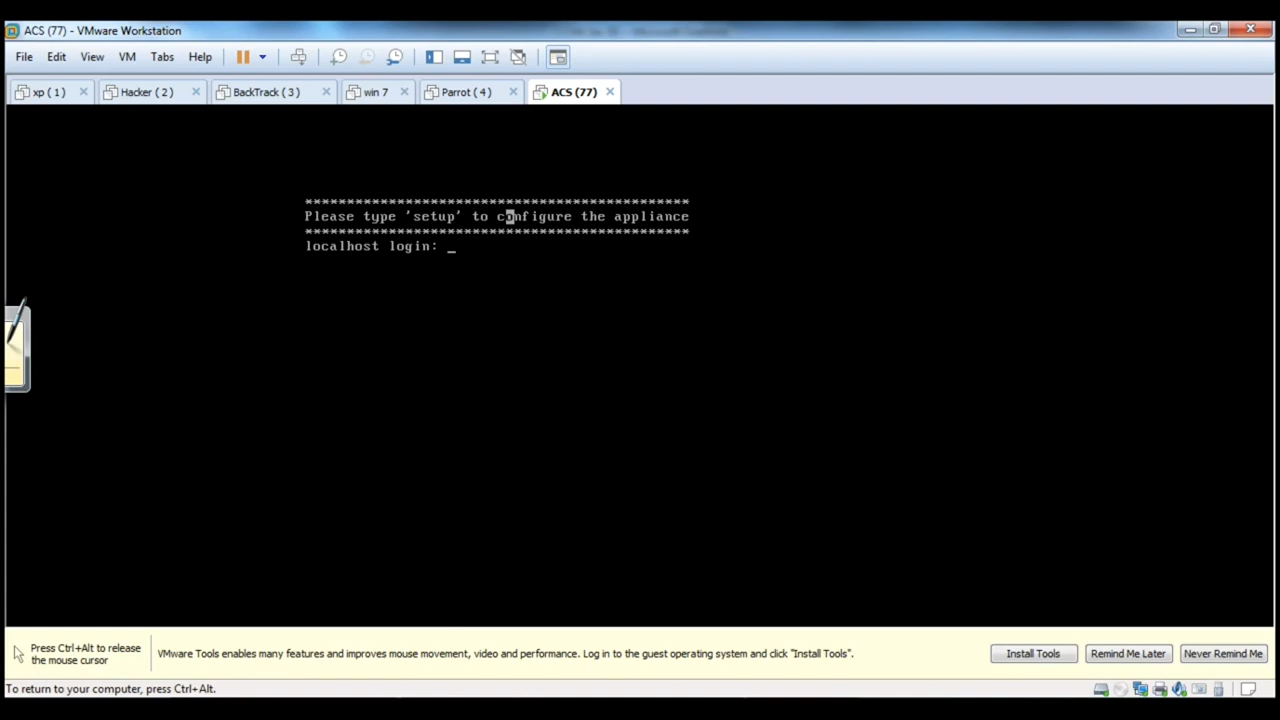 ACS (77) - VMware Workstation
File Edit View VM Tabs Help
xp ( 1 ) Hacker ( 2 ) BackTrack ( 3 ) win 7 Parrot ( 4 ) ACS (77)
***********************************************
Please type 'setup' to configure the appliance
***********************************************
localhost login: _
Press Ctrl+Alt to release
the mouse cursor
VMware Tools enables many features and improves mouse movement, video and performance. Log in to the guest operating system and click "Install Tools".
Install Tools Remind Me Later Never Remind Me
To return to your computer, press Ctrl+Alt.